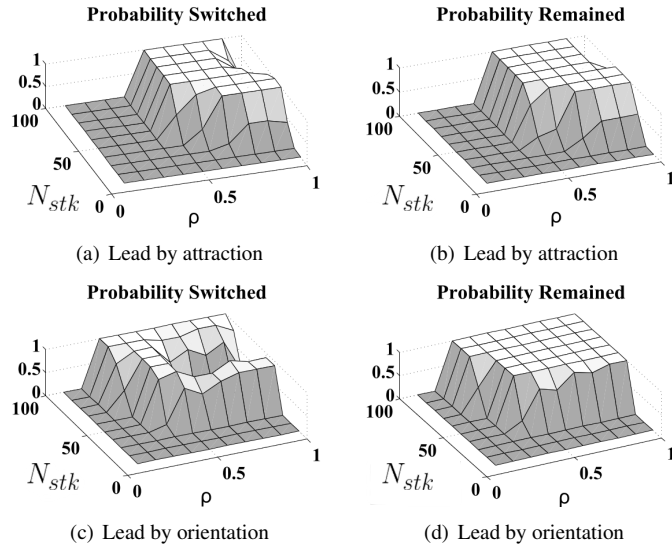 Probability Switched
1
0.5
0
100
50
0
0
0.5
1
N_stk
ρ
(a) Lead by attraction
Probability Remained
1
0.5
0
100
50
0
0
0.5
1
N_stk
ρ
(b) Lead by attraction
Probability Switched
1
0.5
0
100
50
0
0
0.5
1
N_stk
ρ
(c) Lead by orientation
Probability Remained
1
0.5
0
100
50
0
0
0.5
1
N_stk
ρ
(d) Lead by orientation